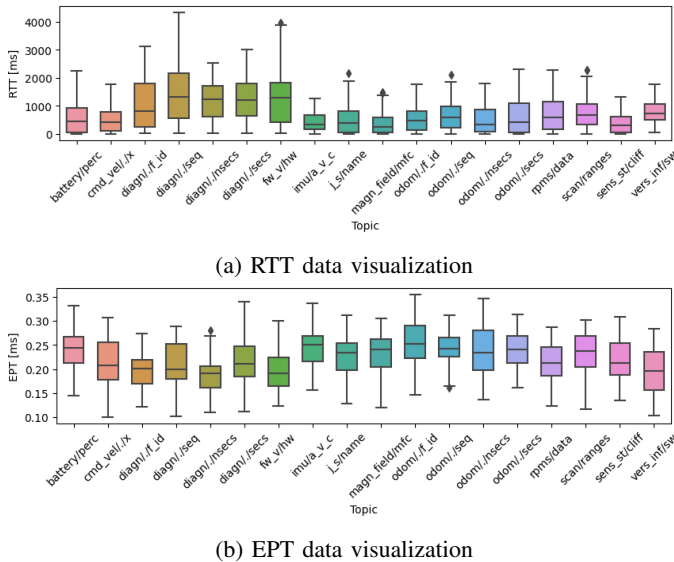 4000
3000
2000
1000
0
RTT [ms]
battery/perc
cmd_vel/./x
diagn/./f_id
diagn/./seq
diagn/./nsecs
diagn/./secs
fw_v/hw
imu/a_v_c
j_s/name
magn_field/mfc
odom/./f_id
odom/./seq
odom/./nsecs
odom/./secs
rpms/data
scan/ranges
sens_st/cliff
vers_inf/sw
Topic
(a) RTT data visualization
0.35
0.30
0.25
0.20
0.15
0.10
EPT [ms]
battery/perc
cmd_vel/./x
diagn/./f_id
diagn/./seq
diagn/./nsecs
diagn/./secs
fw_v/hw
imu/a_v_c
j_s/name
magn_field/mfc
odom/./f_id
odom/./seq
odom/./nsecs
odom/./secs
rpms/data
scan/ranges
sens_st/cliff
vers_inf/sw
Topic
(b) EPT data visualization